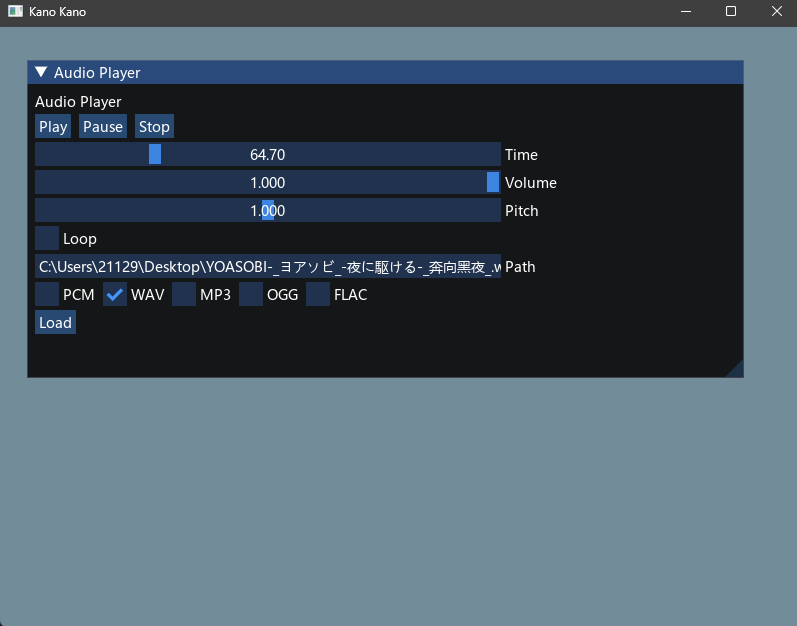 Kano Kano
Audio Player
Audio Player
Play Pause Stop
64.70 Time
1.000 Volume
1.000 Pitch
Loop
C:\Users\21129\Desktop\YOASOBI-_ヨアソビ_-夜に駆ける-_奔向黑夜_.w Path
PCM WAV MP3 OGG FLAC
Load